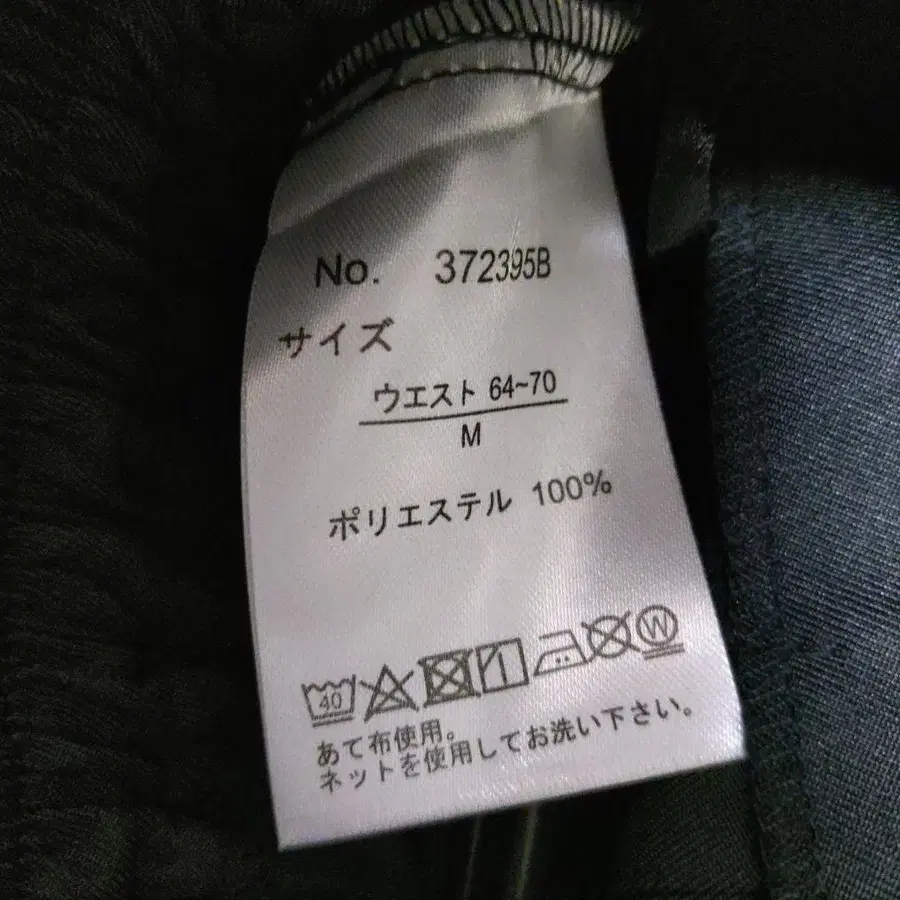 No. 372395B
サイズ
ウエスト 64~70
M
ポリエステル 100%
40 W
あて布使用。
ネットを使用してお洗い下さい。